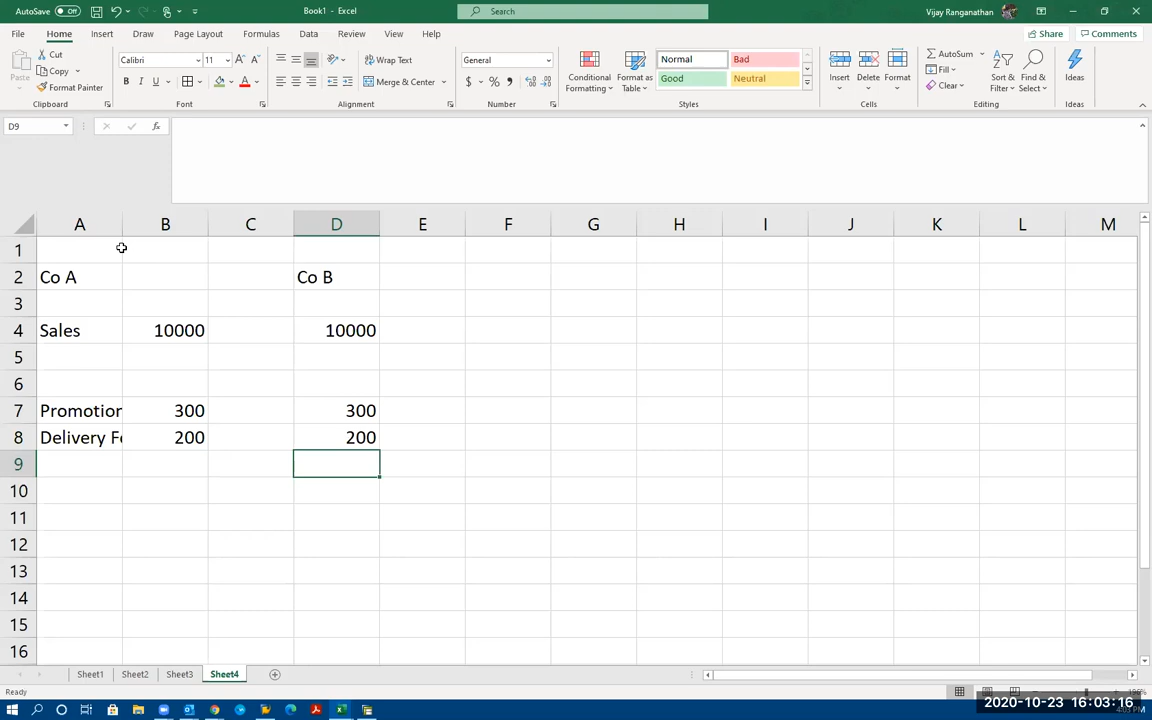 AutoSave Off Book1 - Excel Search Vijay Ranganathan
File Home Insert Draw Page Layout Formulas Data Review View Help Share Comments
Paste Cut Copy Format Painter Calibri 11 Wrap Text General Conditional Formatting Format as Table Normal Bad Insert Delete Format AutoSum Sort & Filter Find & Select Ideas
B I U A Merge & Center $ % Good Neutral Fill Clear
Clipboard Font Alignment Number Styles Cells Editing Ideas
D9 fx
A B C D E F G H I J K L M
1
2 Co A Co B
3
4 Sales 10000 10000
5
6
7 Promotion 300 300
8 Delivery Fe 200 200
9
10
11
12
13
14
15
16
Sheet1 Sheet2 Sheet3 Sheet4
Ready
2020-10-23 16:03:16